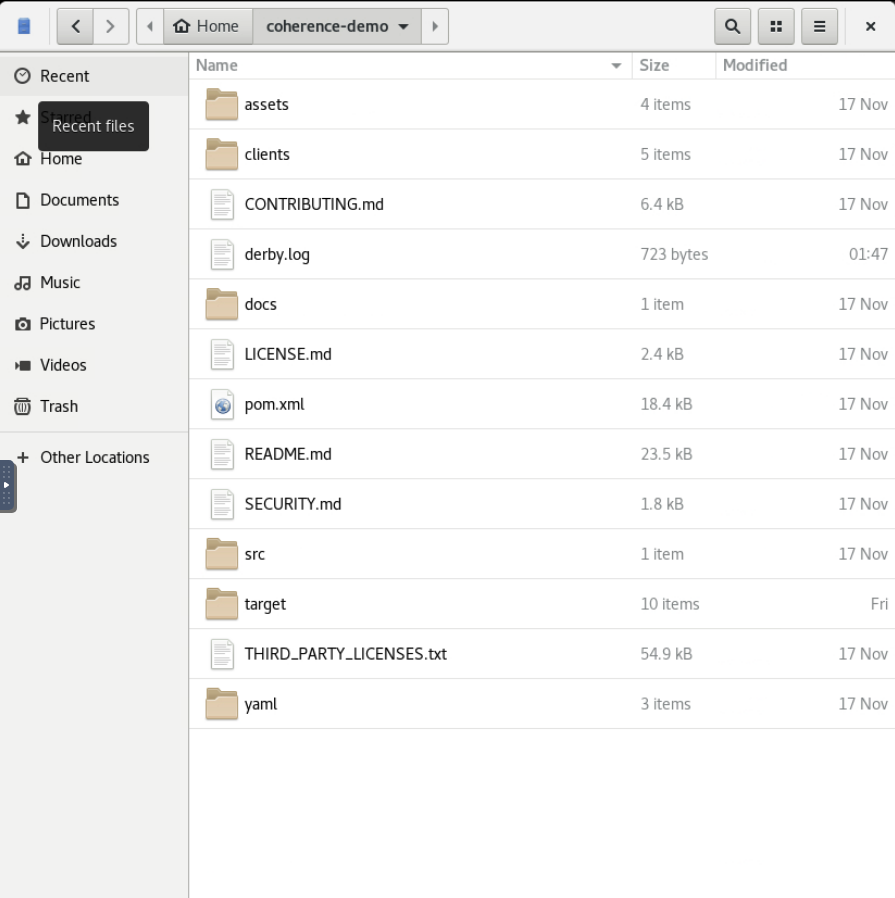 Home
coherence-demo
Recent
Starred
Recent files
Home
Documents
Downloads
Music
Pictures
Videos
Trash
Other Locations
Name Size Modified
assets 4 items 17 Nov
clients 5 items 17 Nov
CONTRIBUTING.md 6.4 kB 17 Nov
derby.log 723 bytes 01:47
docs 1 item 17 Nov
LICENSE.md 2.4 kB 17 Nov
pom.xml 18.4 kB 17 Nov
README.md 23.5 kB 17 Nov
SECURITY.md 1.8 kB 17 Nov
src 1 item 17 Nov
target 10 items Fri
THIRD_PARTY_LICENSES.txt 54.9 kB 17 Nov
yaml 3 items 17 Nov